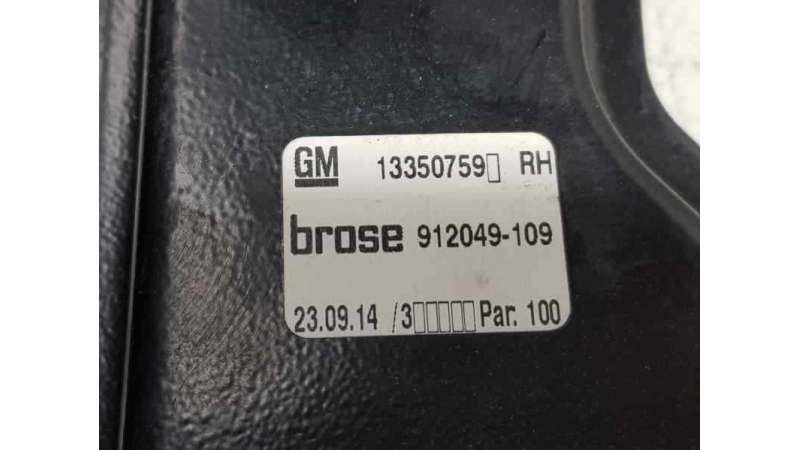 GM 13350759▯ RH
brose 912049-109
23.09.14 /3▯▯▯▯▯ Par. 100